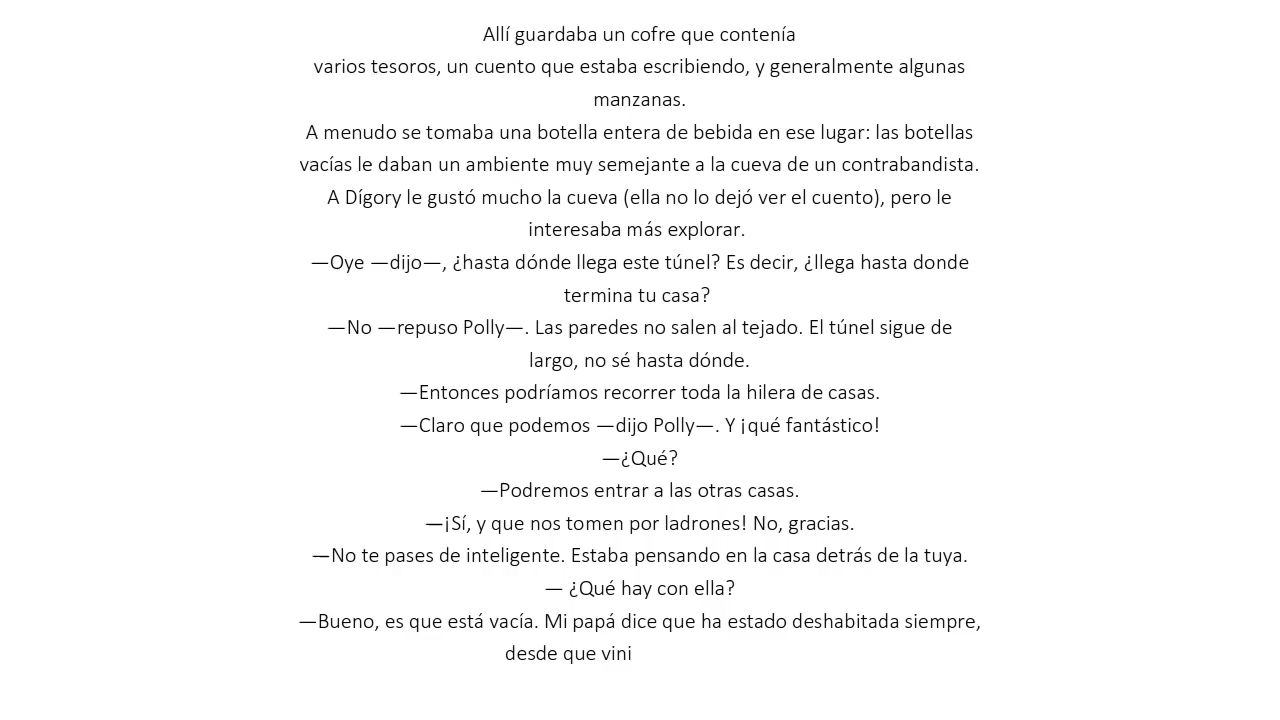 Allí guardaba un cofre que contenía
varios tesoros, un cuento que estaba escribiendo, y generalmente algunas
manzanas.
A menudo se tomaba una botella entera de bebida en ese lugar: las botellas
vacías le daban un ambiente muy semejante a la cueva de un contrabandista.
A Dígory le gustó mucho la cueva (ella no lo dejó ver el cuento), pero le
interesaba más explorar.
—Oye —dijo—, ¿hasta dónde llega este túnel? Es decir, ¿llega hasta donde
termina tu casa?
—No —repuso Polly—. Las paredes no salen al tejado. El túnel sigue de
largo, no sé hasta dónde.
—Entonces podríamos recorrer toda la hilera de casas.
—Claro que podemos —dijo Polly—. Y ¡qué fantástico!
—¿Qué?
—Podremos entrar a las otras casas.
—¡Sí, y que nos tomen por ladrones! No, gracias.
—No te pases de inteligente. Estaba pensando en la casa detrás de la tuya.
— ¿Qué hay con ella?
—Bueno, es que está vacía. Mi papá dice que ha estado deshabitada siempre,
desde que vini